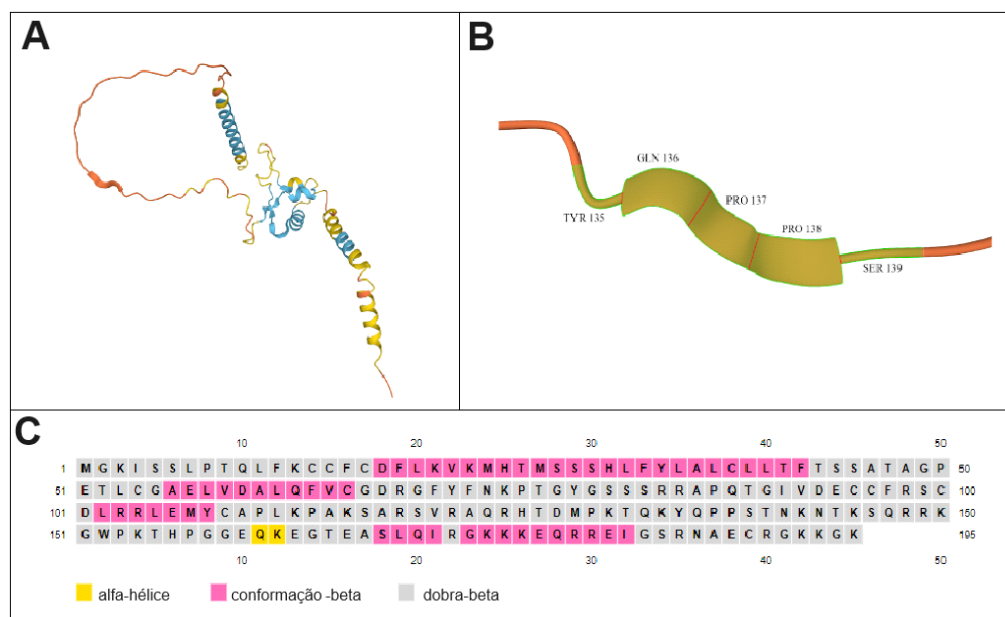 A
B
GLN 136
PRO 137
TYR 135
PRO 138
SER 139
C
10 20 30 40 50
1 M G K I S S L P T Q L F K C C F C D F L K V K M H T M S S S H L F Y L A L C L L T F T S S A T A G P 50
51 E T L C G A E L V D A L Q F V C G D R G F Y F N K P T G Y G S S S R R A P Q T G I V D E C C F R S C 100
101 D L R R L E M Y C A P L K P A K S A R S V R A Q R H T D M P K T Q K Y Q P P S T N K N T K S Q R R K 150
151 G W P K T H P G G E Q K E G T E A S L Q I R G K K K E Q R R E I G S R N A E C R G K K G K 195
10 20 30 40 50
alfa-hélice conformação -beta dobra-beta